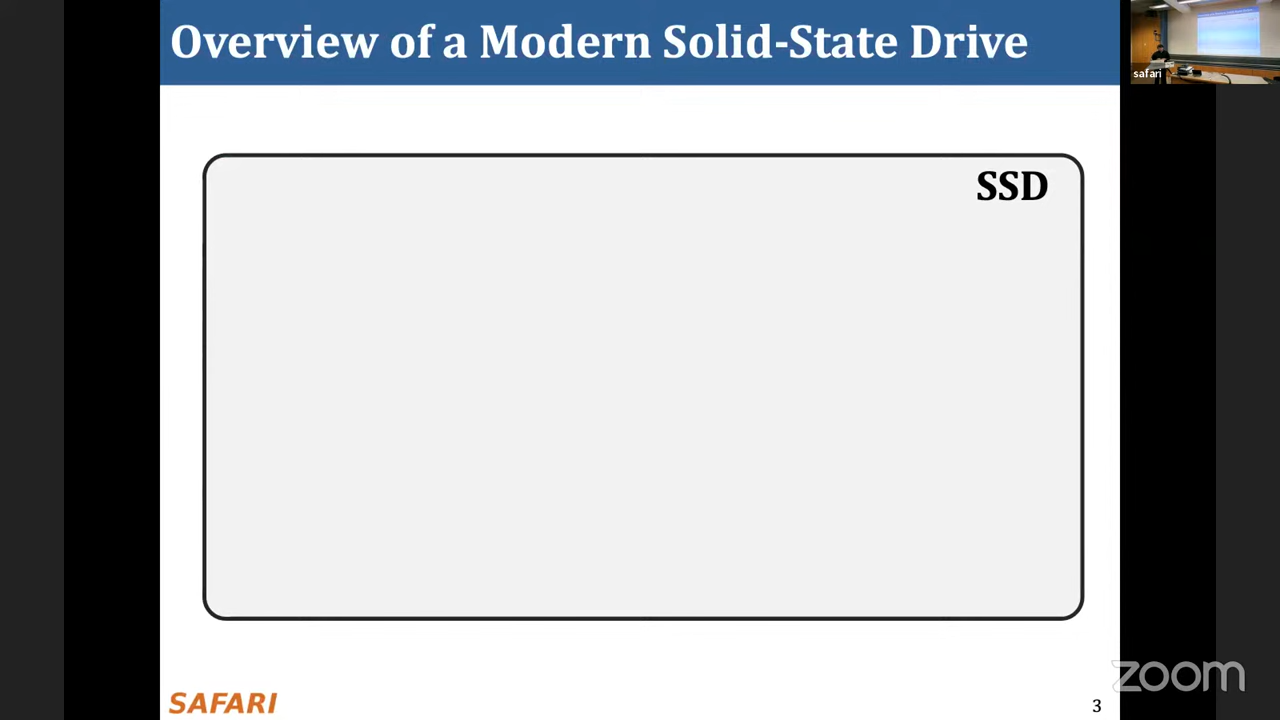 Overview of a Modern Solid-State Drive
safari
SSD
SAFARI
3
zoom